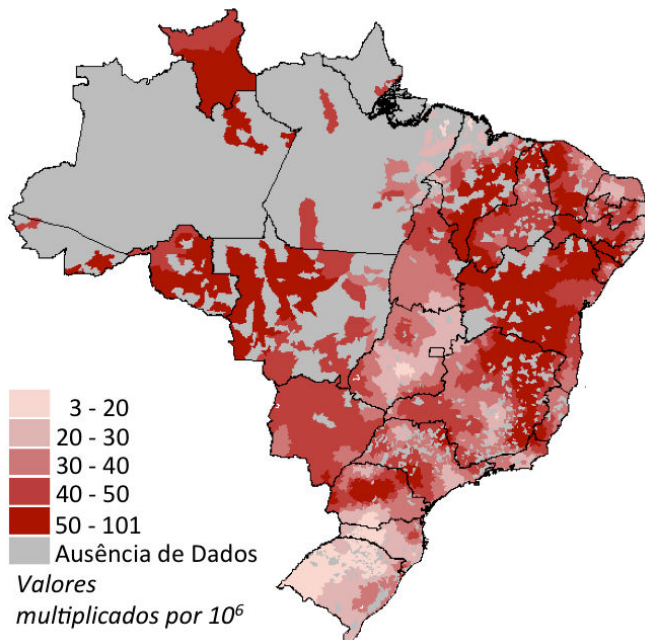 3 - 20
20 - 30
30 - 40
40 - 50
50 - 101
Ausência de Dados
Valores
multiplicados por 10⁶